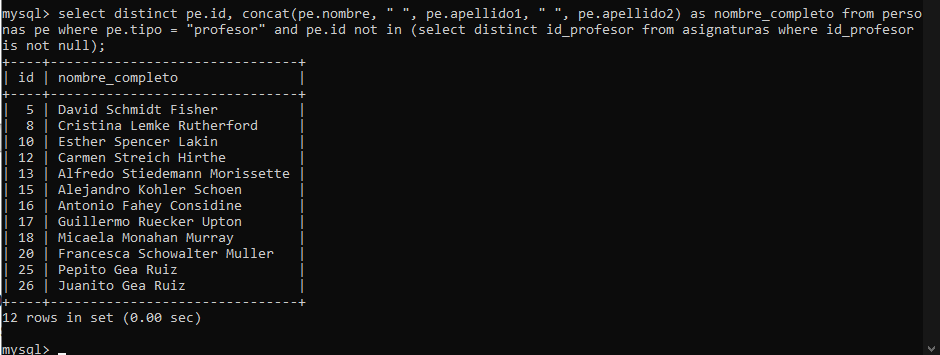 mysql> select distinct pe.id, concat(pe.nombre, " ", pe.apellido1, " ", pe.apellido2) as nombre_completo from perso
nas pe where pe.tipo = "profesor" and pe.id not in (select distinct id_profesor from asignaturas where id_profesor
is not null);
+----+-------------------------------+
| id | nombre_completo               |
+----+-------------------------------+
|  5 | David Schmidt Fisher          |
|  8 | Cristina Lemke Rutherford     |
| 10 | Esther Spencer Lakin          |
| 12 | Carmen Streich Hirthe         |
| 13 | Alfredo Stiedemann Morissette |
| 15 | Alejandro Kohler Schoen       |
| 16 | Antonio Fahey Considine       |
| 17 | Guillermo Ruecker Upton       |
| 18 | Micaela Monahan Murray        |
| 20 | Francesca Schowalter Muller   |
| 25 | Pepito Gea Ruiz               |
| 26 | Juanito Gea Ruiz              |
+----+-------------------------------+
12 rows in set (0.00 sec)
mysql> _